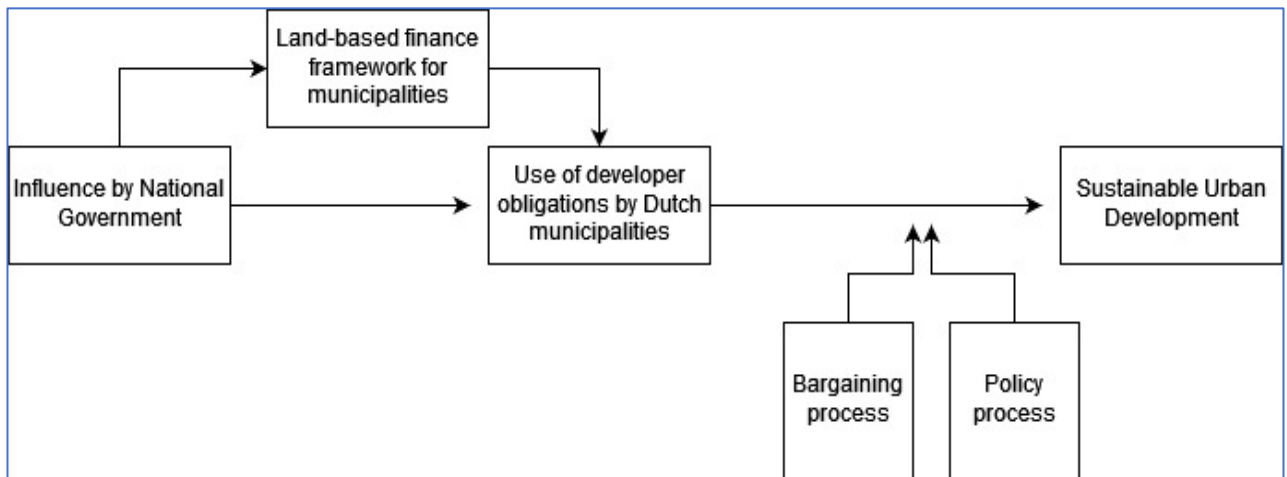 Land-based finance
framework for
municipalities
Influence by National
Government
Use of developer
obligations by Dutch
municipalities
Sustainable Urban
Development
Bargaining
process
Policy
process